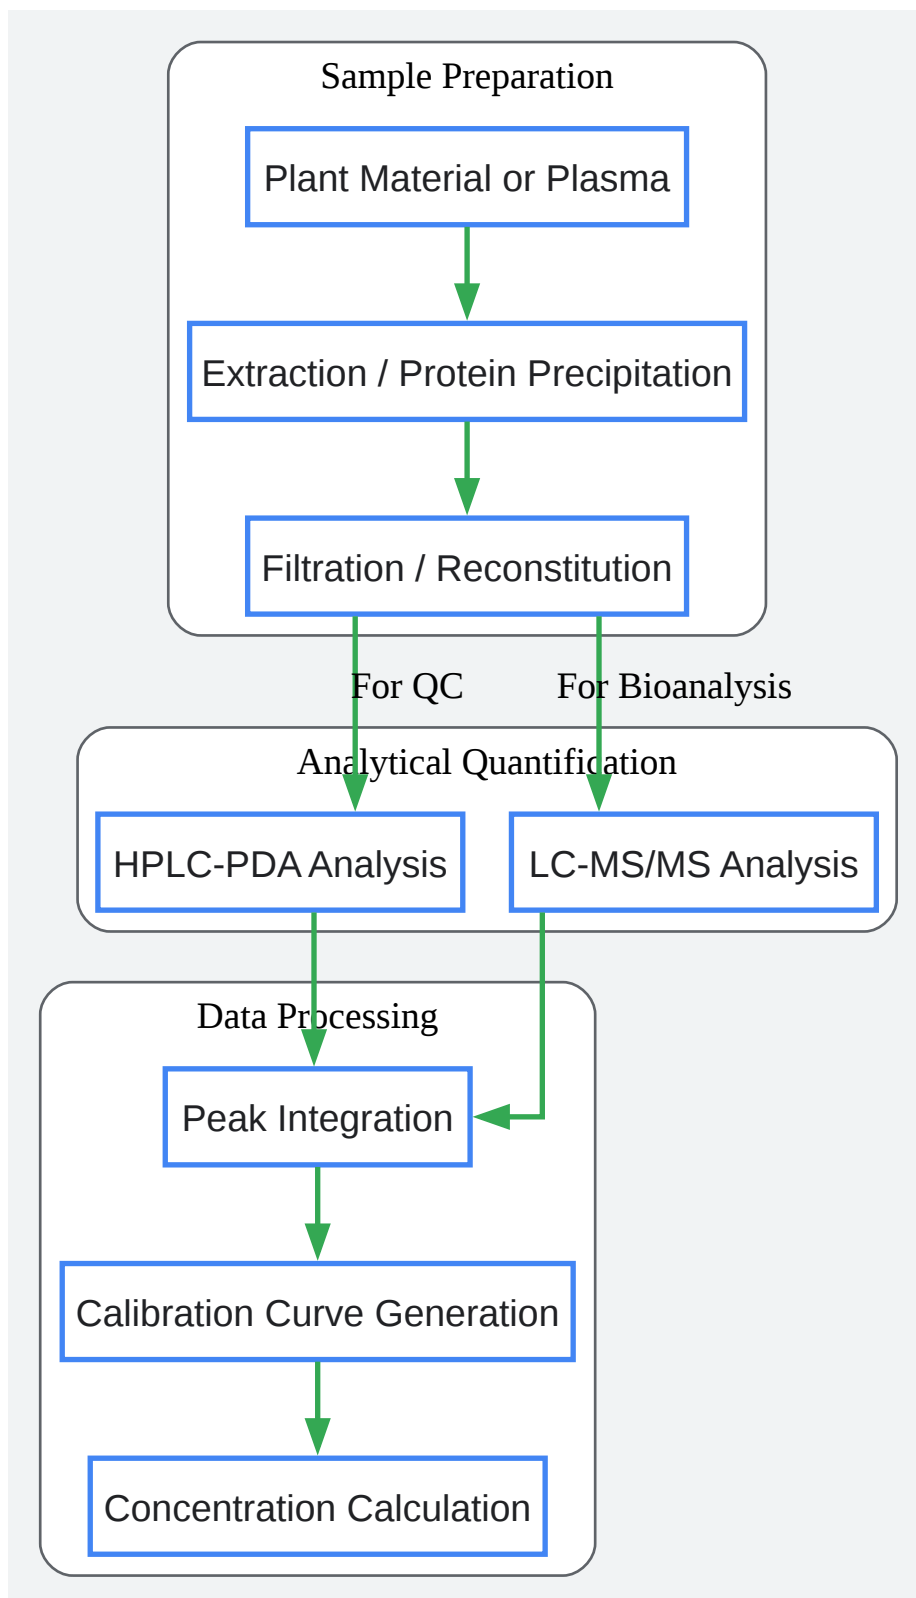 Sample Preparation
Plant Material or Plasma
Extraction / Protein Precipitation
Filtration / Reconstitution
For QC
For Bioanalysis
Analytical Quantification
HPLC-PDA Analysis
LC-MS/MS Analysis
Data Processing
Peak Integration
Calibration Curve Generation
Concentration Calculation